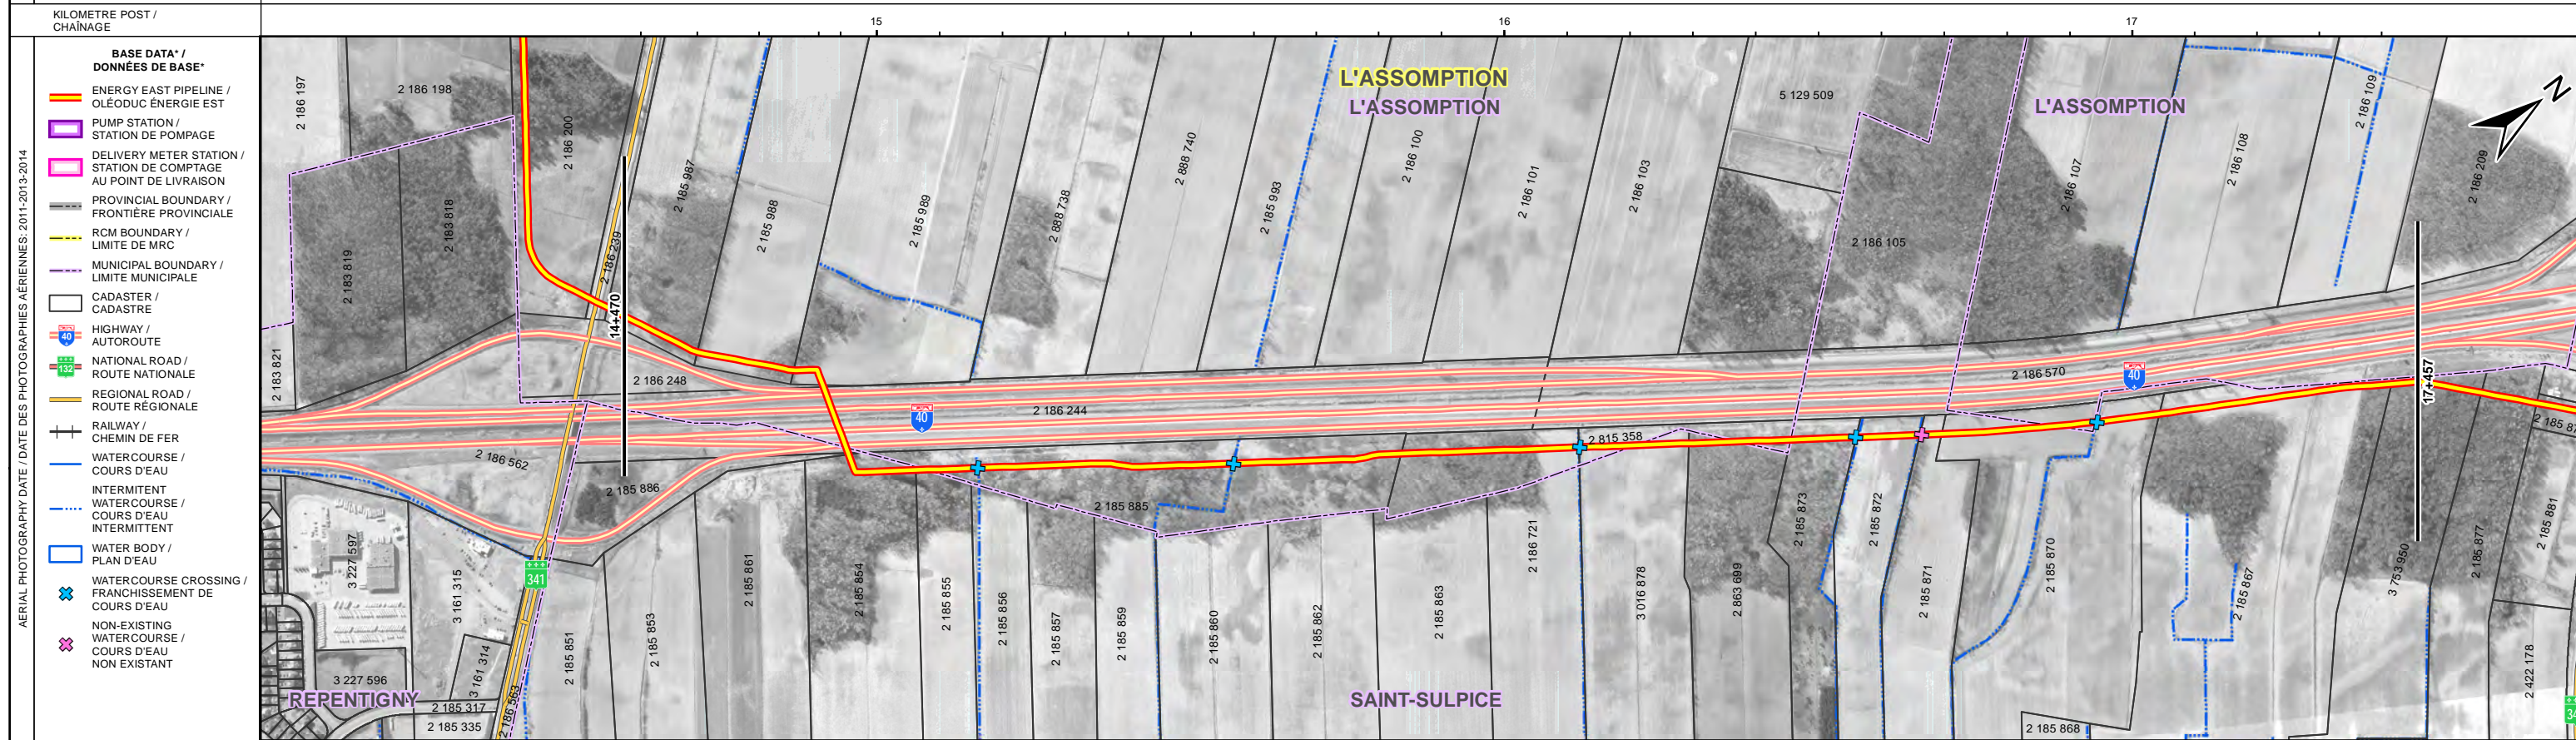 KILOMETRE POST /
CHAÎNAGE
15
16
17
AERIAL PHOTOGRAPHY DATE / DATE DES PHOTOGRAPHIES AÉRIENNES: 2011-2013-2014
BASE DATA* /
DONNÉES DE BASE*
ENERGY EAST PIPELINE /
OLÉODUC ÉNERGIE EST
PUMP STATION /
STATION DE POMPAGE
DELIVERY METER STATION /
STATION DE COMPTAGE
AU POINT DE LIVRAISON
PROVINCIAL BOUNDARY /
FRONTIÈRE PROVINCIALE
RCM BOUNDARY /
LIMITE DE MRC
MUNICIPAL BOUNDARY /
LIMITE MUNICIPALE
CADASTER /
CADASTRE
40
HIGHWAY /
AUTOROUTE
132
NATIONAL ROAD /
ROUTE NATIONALE
REGIONAL ROAD /
ROUTE RÉGIONALE
RAILWAY /
CHEMIN DE FER
WATERCOURSE /
COURS D'EAU
INTERMITENT
WATERCOURSE /
COURS D'EAU
INTERMITTENT
WATER BODY /
PLAN D'EAU
WATERCOURSE CROSSING /
FRANCHISSEMENT DE
COURS D'EAU
NON-EXISTING
WATERCOURSE /
COURS D'EAU
NON EXISTANT
2 186 197
2 186 198
2 186 200
2 183 818
2 183 819
2 183 821
2 186 239
14+470
2 185 987
2 185 988
2 185 989
2 888 738
2 888 740
2 185 993
L'ASSOMPTION
L'ASSOMPTION
2 186 100
2 186 101
2 186 103
5 129 509
2 186 105
L'ASSOMPTION
2 186 107
2 186 108
2 186 109
2 186 209
N
2 186 248
2 186 244
40
2 186 570
40
17+457
2 186 562
2 185 886
2 185 885
2 815 358
3 227 597
3 161 315
341
3 161 314
3 227 596
REPENTIGNY
2 185 317
2 185 335
2 186 563
2 185 851
2 185 853
2 185 861
2 185 854
2 185 855
2 185 856
2 185 857
2 185 859
2 185 860
2 185 862
2 185 863
SAINT-SULPICE
2 186 721
3 016 878
2 863 699
2 185 873
2 185 872
2 185 871
2 185 870
2 185 867
2 185 868
3 753 950
2 185 877
2 185 881
2 422 178